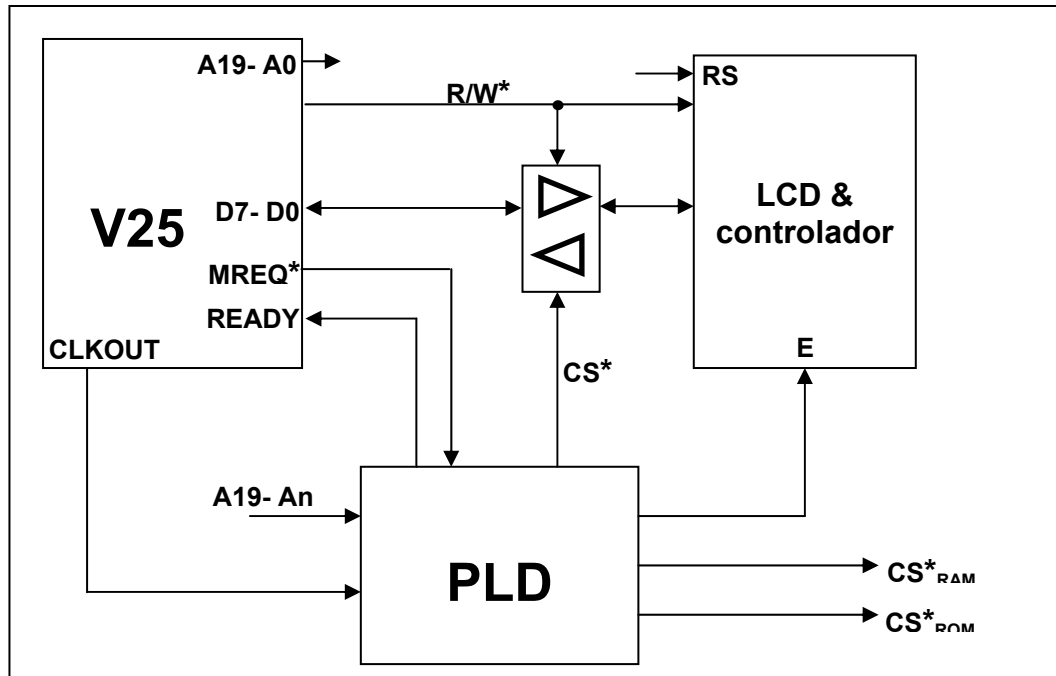 A19- A0
RS
R/W*
LCD &
controlador
V25
D7- D0
MREQ*
READY
CLKOUT
E
CS*
A19- An
PLD
CS*RAM
CS*ROM